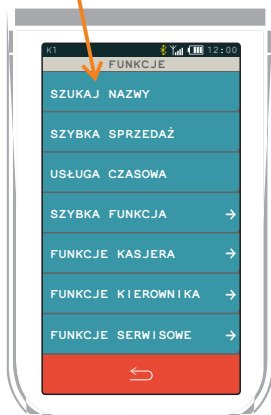 K1 12:00
FUNKCJE
SZUKAJ NAZWY
SZYBKA SPRZEDAŻ
USŁUGA CZASOWA
SZYBKA FUNKCJA
FUNKCJE KASJERA
FUNKCJE KIEROWNIKA
FUNKCJE SERWISOWE